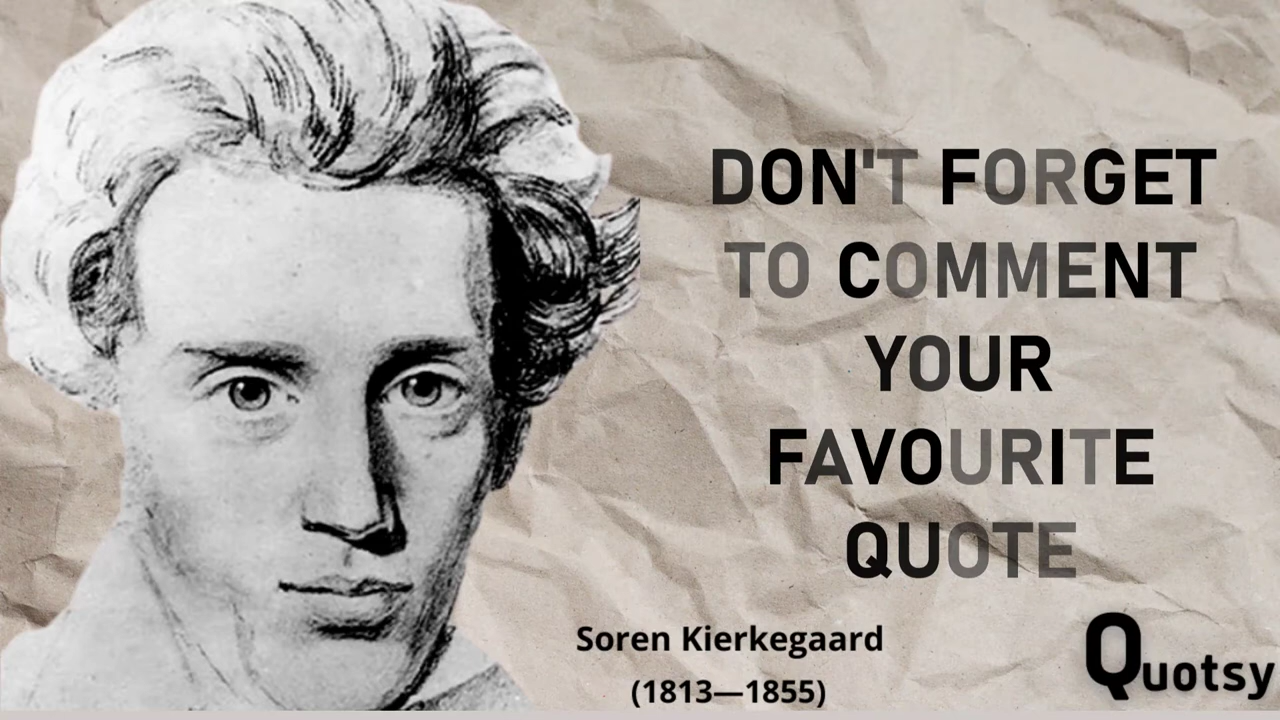 DON'T FORGET
TO COMMENT
YOUR
FAVOURITE
QUOTE
Soren Kierkegaard
(1813—1855)
Quotsy